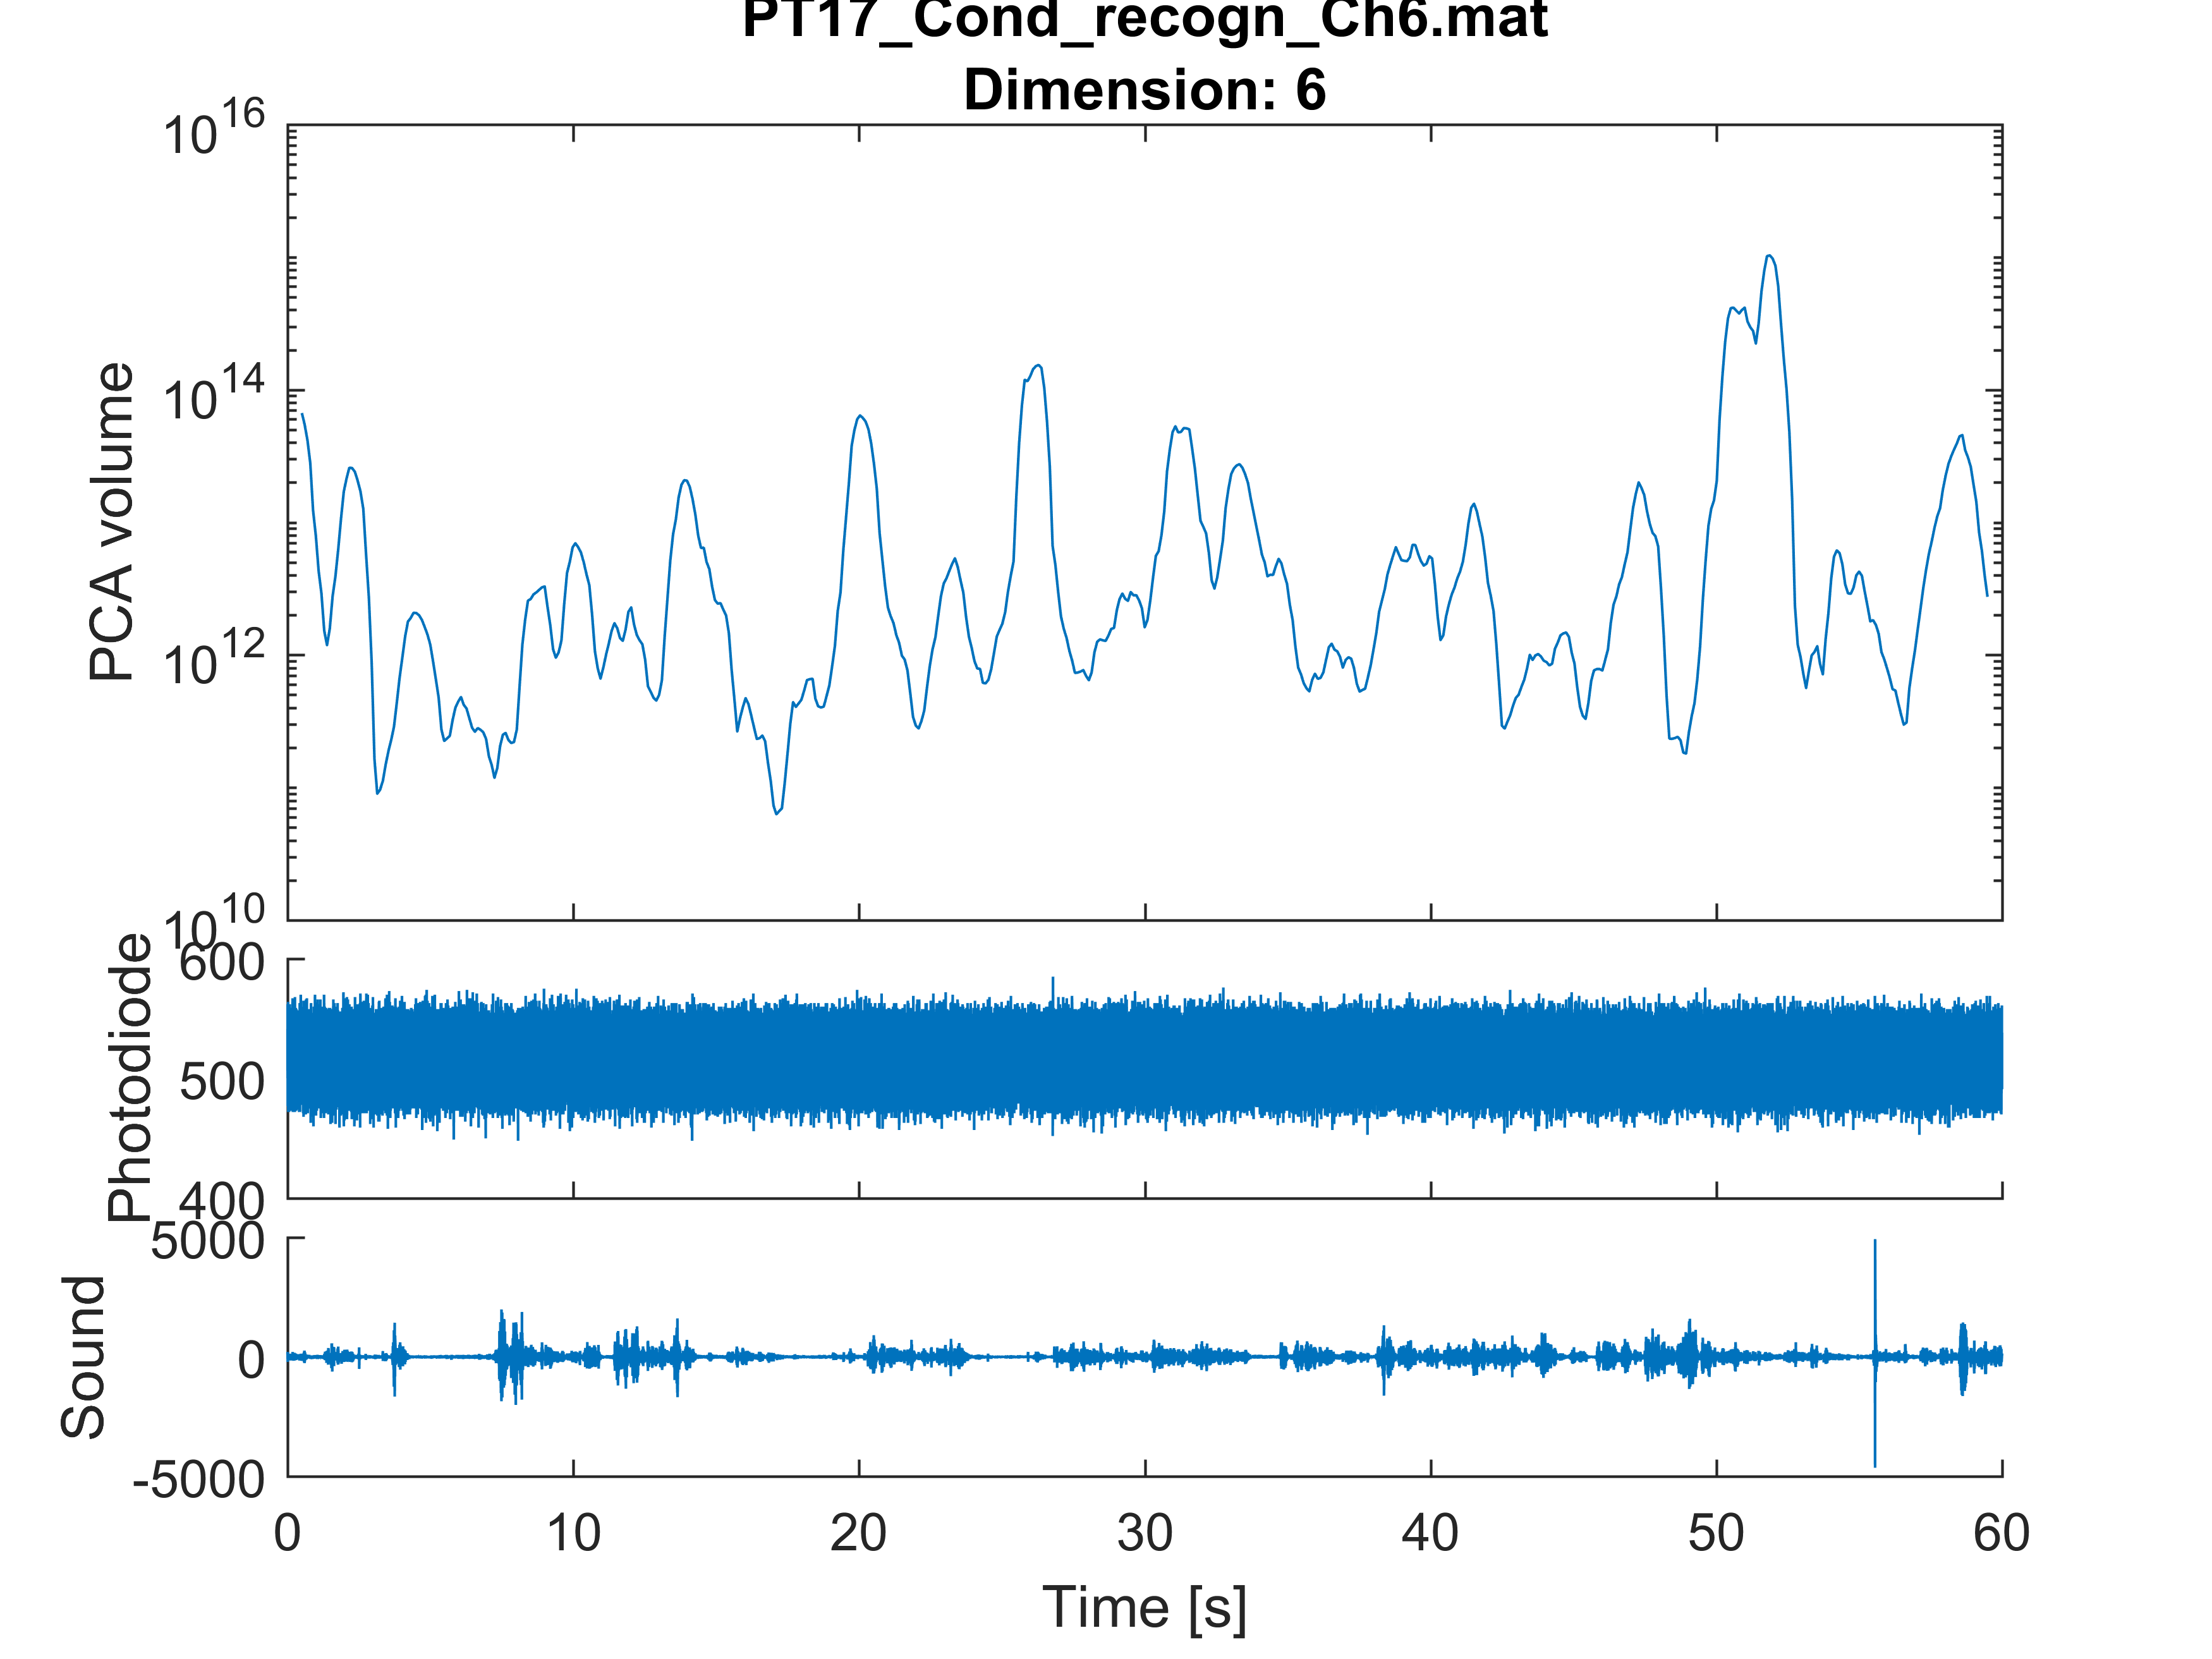 PT17_Cond_recogn_Ch6.mat
Dimension: 6
10^16
10^14
10^12
10^10
PCA volume
600
500
400
Photodiode
5000
0
-5000
Sound
0 10 20 30 40 50 60
Time [s]